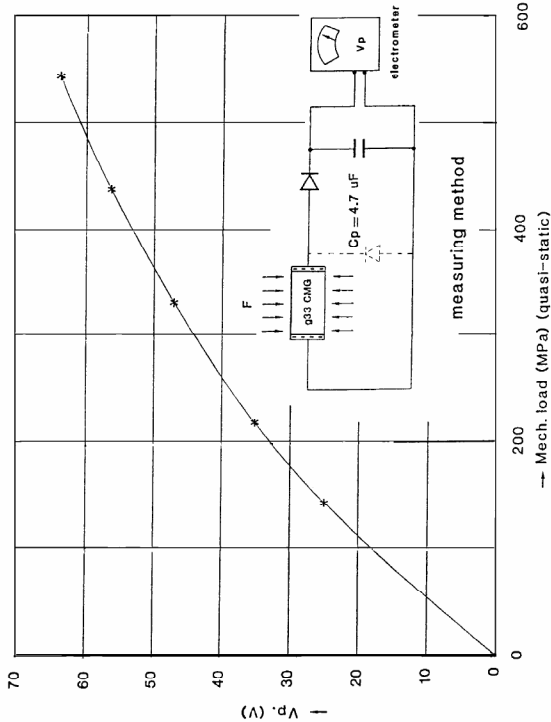 70
60
50
40
30
20
10
0
Vp. (V)
0
200
400
600
→ Mech. load (MPa) (quasi-static)
F
g33 CMG
Cp = 4.7 uF
Vp
electrometer
measuring method